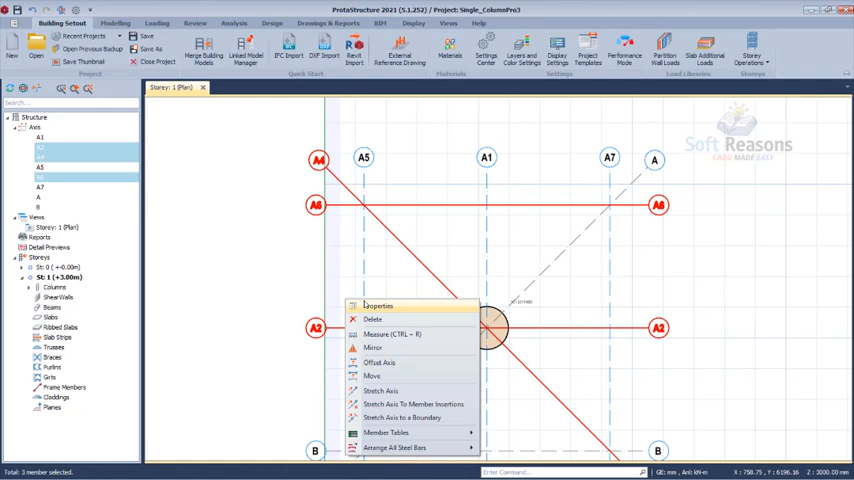 ProtaStructure 2021 (5.1.252) - Project: Single_ColumnPro3
Building Setout Modelling Loading Review Analysis Design Drawings & Reports BIM Display Views Help
New
Open
Recent Projects
Open Previous Backup
Save Thumbnail
Save
Save As
Close Project
Project
Merge Building Models
Linked Model Manager
IFC Import
DXF Import
Revit Import
Quick Start
External Reference Drawing
Materials
Materials
Settings Center
Layers and Color Settings
Display Settings
Project Templates
Performance Mode
Settings
Partition Wall Loads
Slab Additional Loads
Load Libraries
Storey Operations
Storeys
Search...
Structure
Axis
A1
A2
A4
A5
A6
A7
A
B
Views
Storey: 1 (Plan)
Reports
Detail Previews
Storeys
St: 0 (+-0.00m)
St: 1 (+3.00m)
Columns
ShearWalls
Beams
Slabs
Ribbed Slabs
Slab Strips
Trusses
Braces
Purlins
Girts
Frame Members
Claddings
Planes
Storey: 1 (Plan)
Soft Reasons
CADD MADE EASY
A4 A5 A1 A7 A
A6 A6
A2 A2
B B
Properties
Delete
Measure (CTRL + R)
Mirror
Offset Axis
Move
Stretch Axis
Stretch Axis To Member Insertions
Stretch Axis to a Boundary
Member Tables
Arrange All Steel Bars
Total: 3 member selected.
Enter Command...
GE: mm , Anl: kN-m
X : 758.75, Y : 6196.16
Z : 3000.00 mm